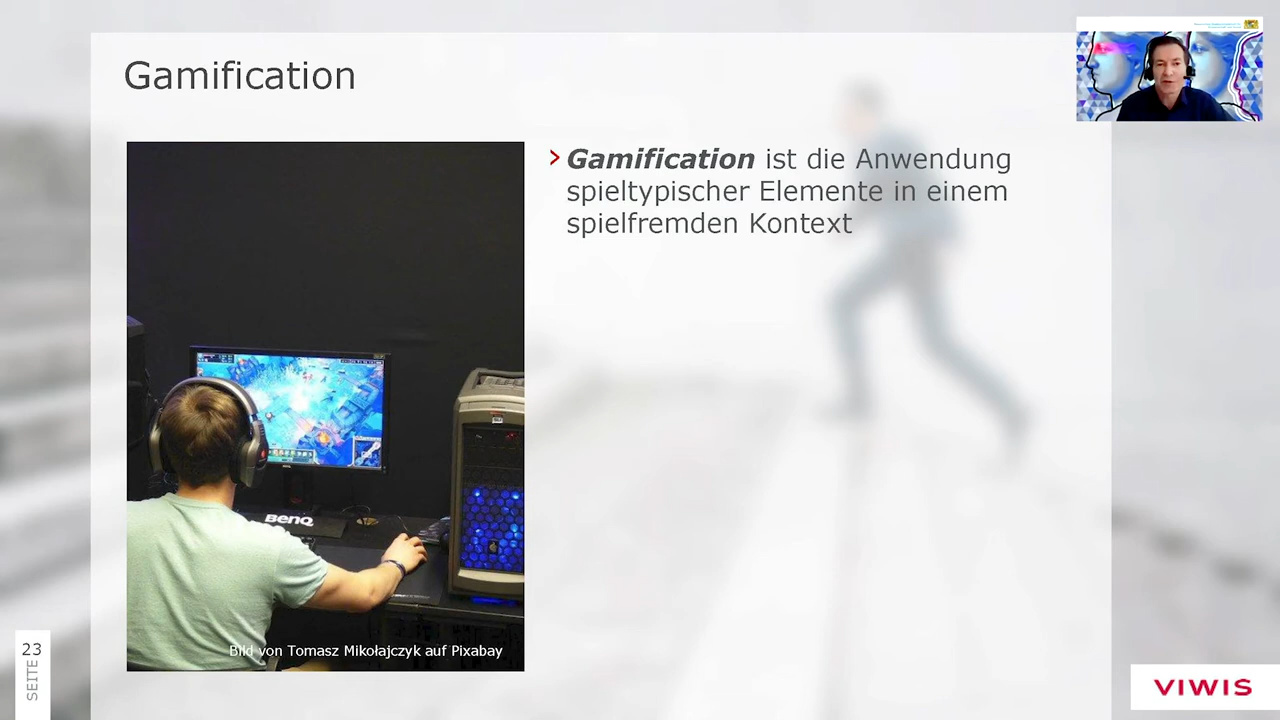 Gamification
› Gamification ist die Anwendung
spieltypischer Elemente in einem
spielfremden Kontext
BenQ
Bild von Tomasz Mikołajczyk auf Pixabay
23
SEITE
VIWIS